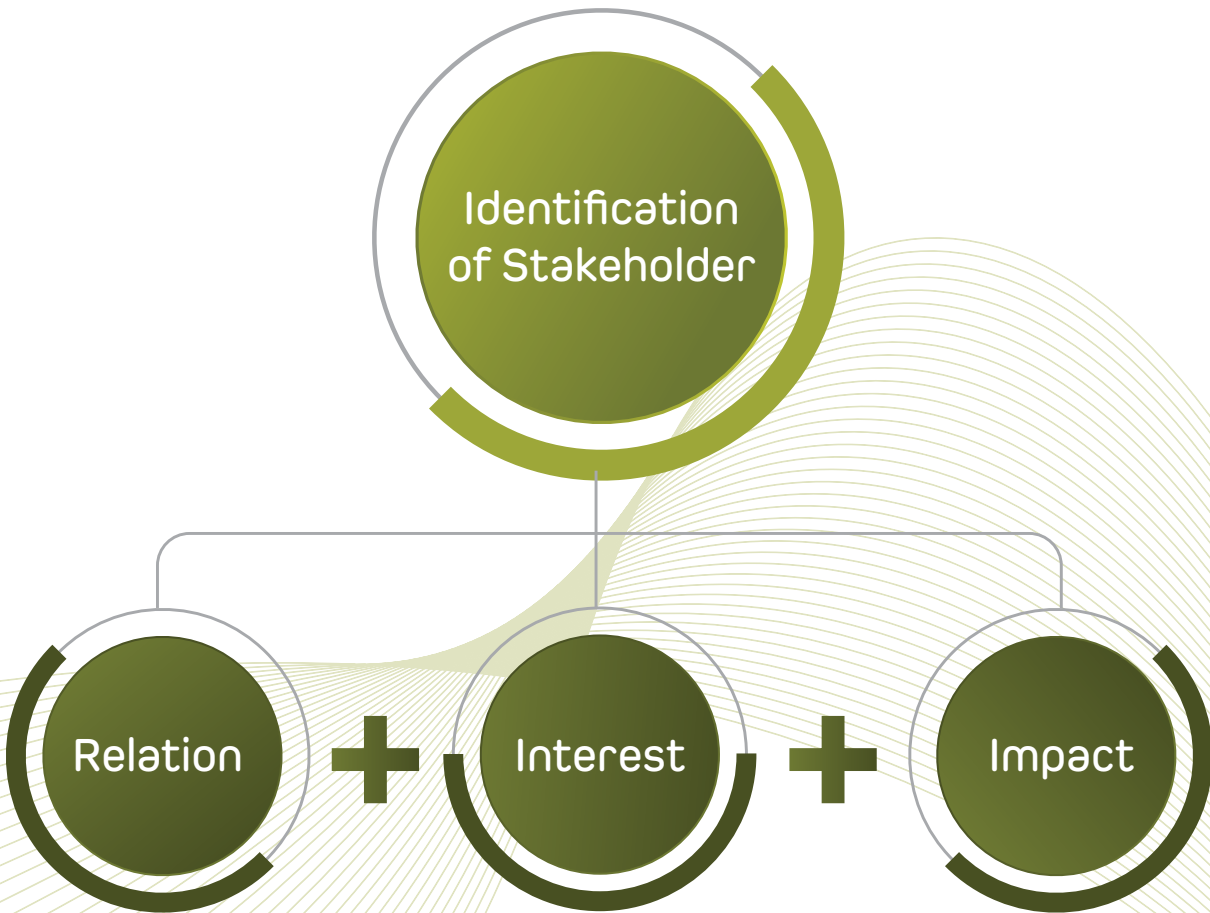 Identification
of Stakeholder
Relation
Interest
Impact